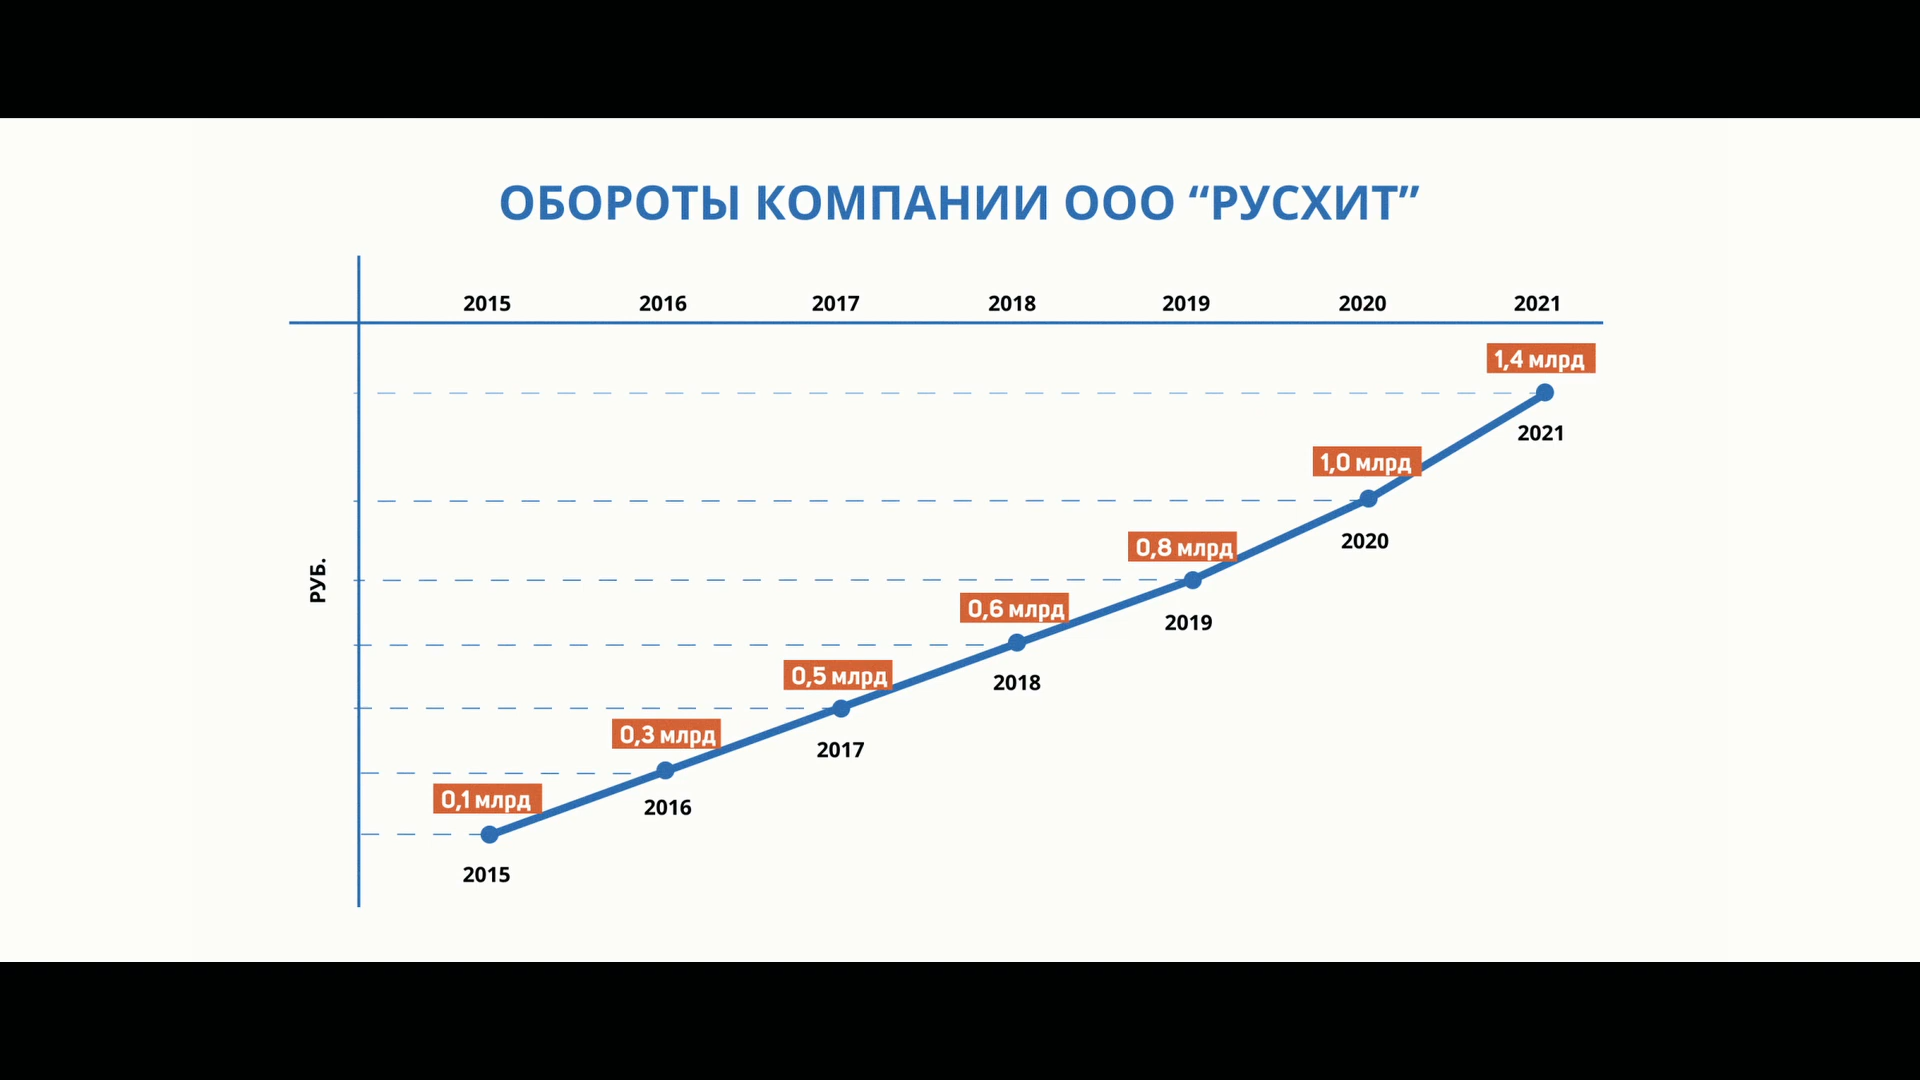 ОБОРОТЫ КОМПАНИИ ООО “РУСХИТ”
2015 2016 2017 2018 2019 2020 2021
1,4 млрд
2021
1,0 млрд
2020
0,8 млрд
РУБ.
2019
0,6 млрд
2018
0,5 млрд
2017
0,3 млрд
2016
0,1 млрд
2015